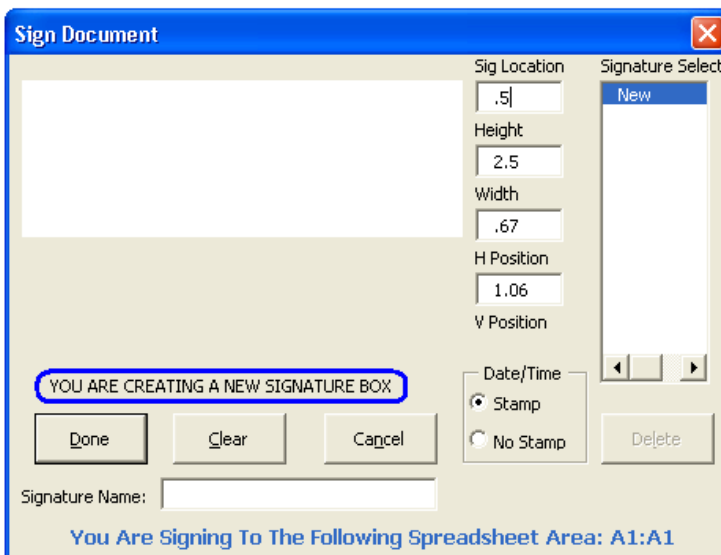 Sign Document
Sig Location
Signature Select
.5
New
Height
2.5
Width
.67
H Position
1.06
V Position
YOU ARE CREATING A NEW SIGNATURE BOX
Date/Time
Stamp
No Stamp
Done
Clear
Cancel
Delete
Signature Name:
You Are Signing To The Following Spreadsheet Area: A1:A1